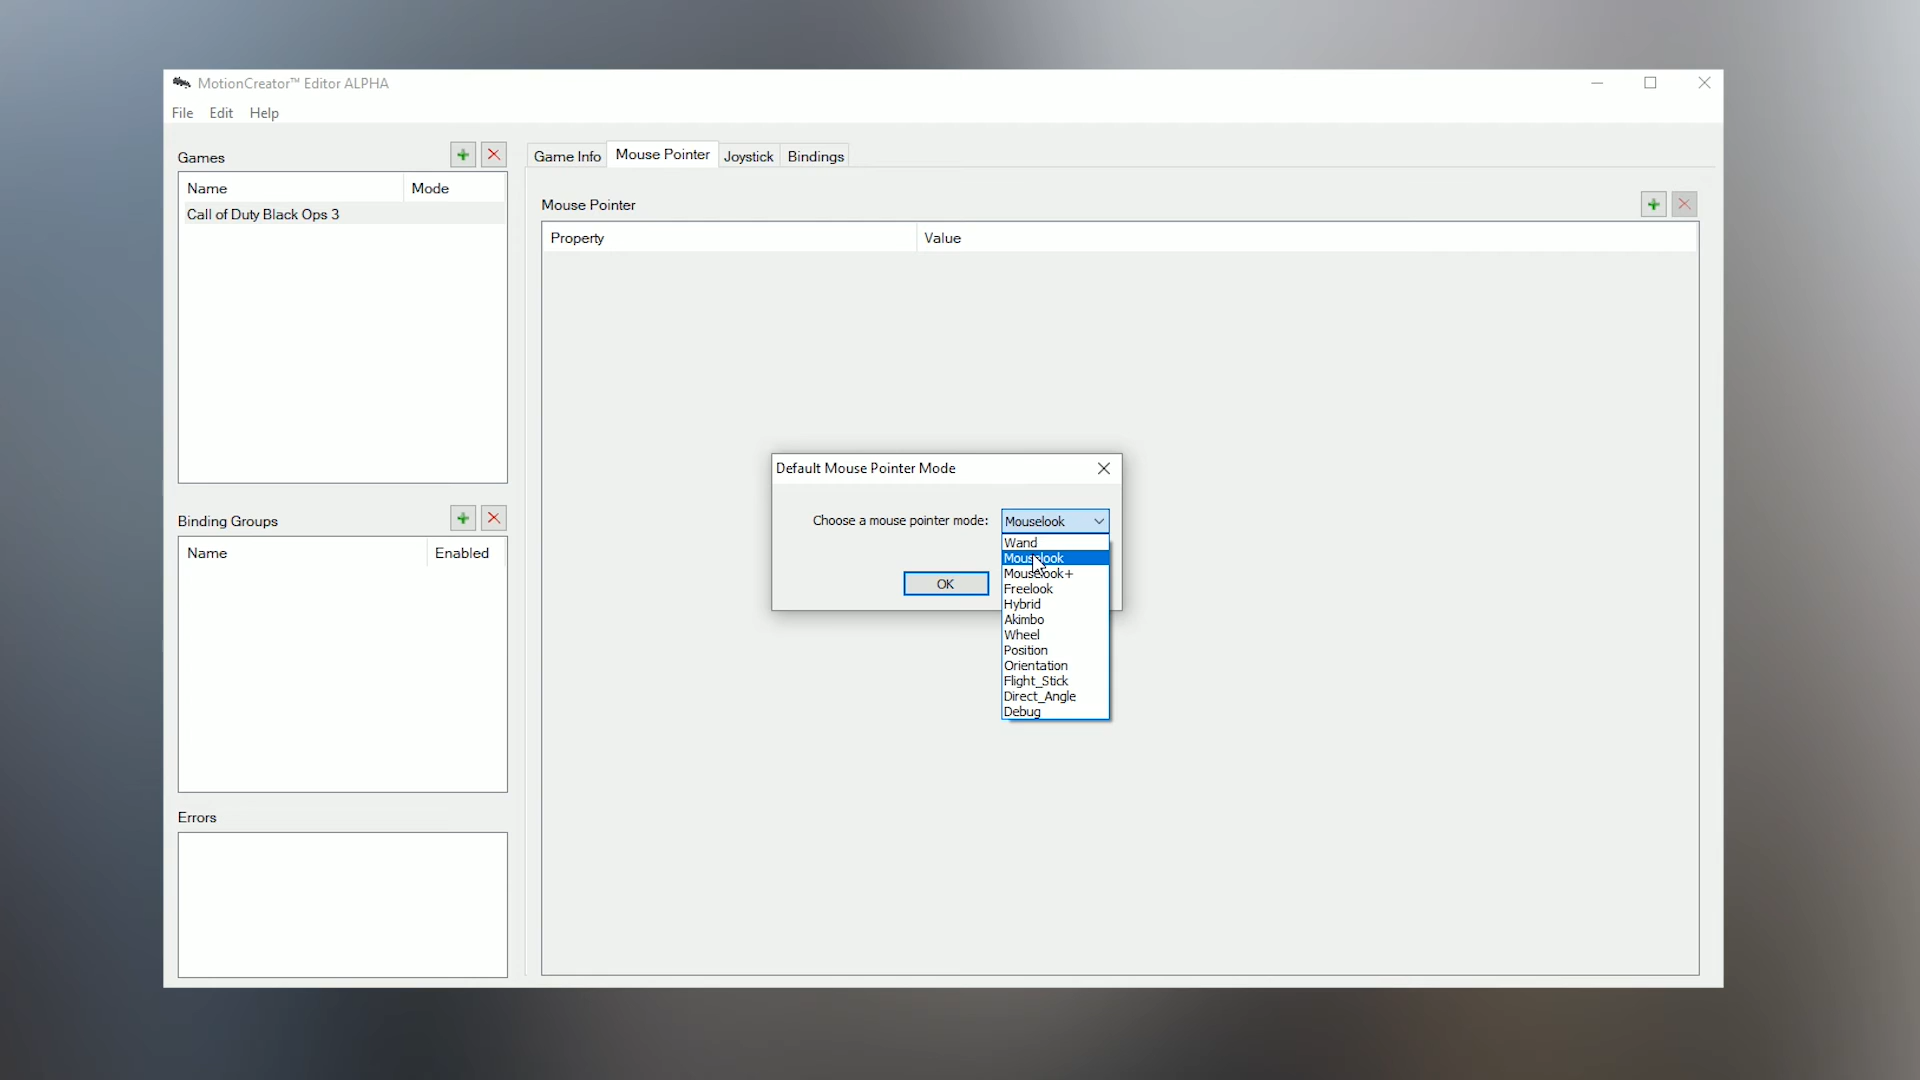 MotionCreator™ Editor ALPHA
File Edit Help
Games
Name Mode
Call of Duty Black Ops 3
Binding Groups
Name Enabled
Errors
Game Info Mouse Pointer Joystick Bindings
Mouse Pointer
Property Value
Default Mouse Pointer Mode
Choose a mouse pointer mode: Mouselook
Wand
Mouselook
Mouselook+
Freelook
Hybrid
Akimbo
Wheel
Position
Orientation
Flight_Stick
Direct_Angle
Debug
OK